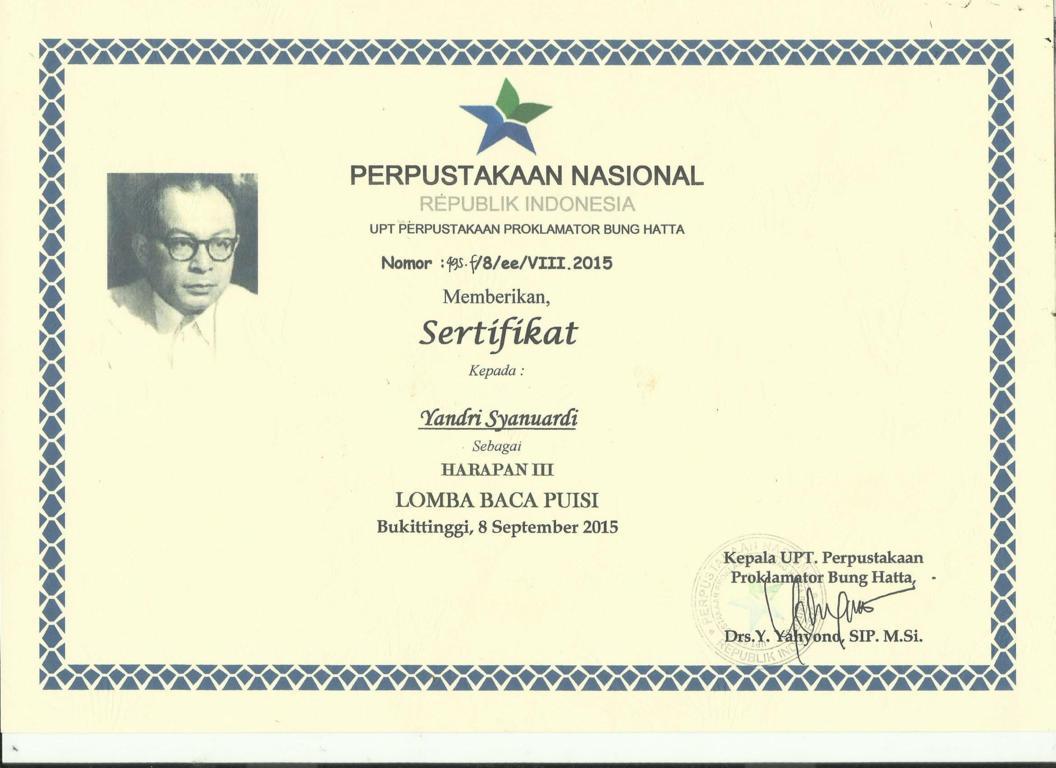 PERPUSTAKAAN NASIONAL
REPUBLIK INDONESIA
UPT PERPUSTAKAAN PROKLAMATOR BUNG HATTA
Nomor : /8/ee/VIII.2015
Memberikan,
Sertifikat
Kepada :
Yandri Syanuardi
Sebagai
HARAPAN III
LOMBA BACA PUISI
Bukittinggi, 8 September 2015
Kepala UPT. Perpustakaan
Proklamator Bung Hatta,
Drs.Y. Yahyono, SIP. M.Si.
REPUBLIK